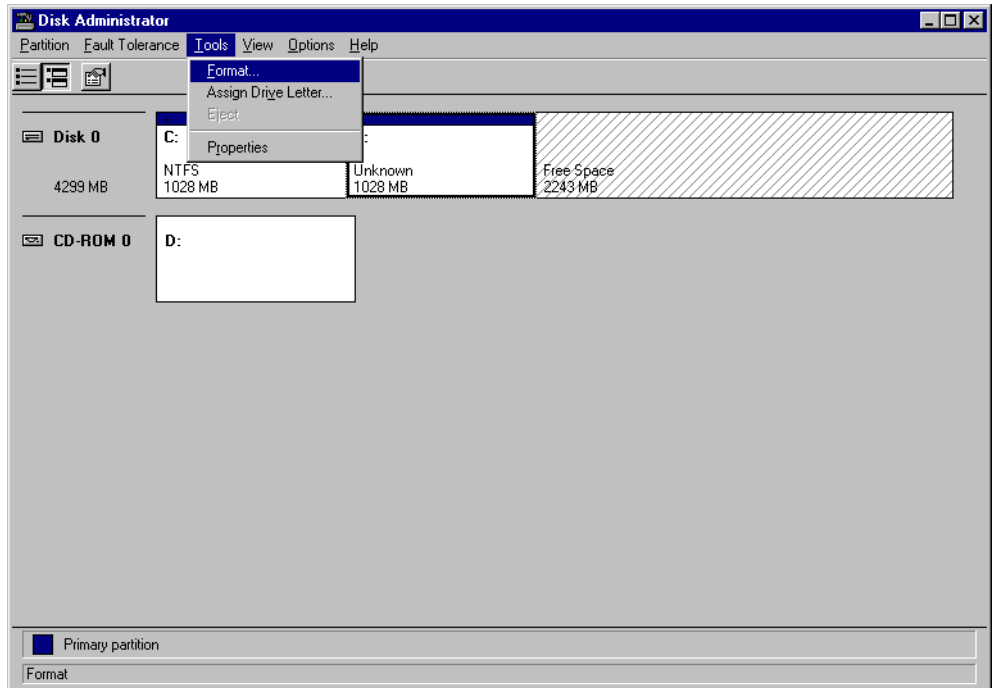 Disk Administrator
Partition Fault Tolerance Tools View Options Help
Format...
Assign Drive Letter...
Eject
Properties
Disk 0
4299 MB
C:
NTFS
1028 MB
:
Unknown
1028 MB
Free Space
2243 MB
CD-ROM 0
D:
Primary partition
Format